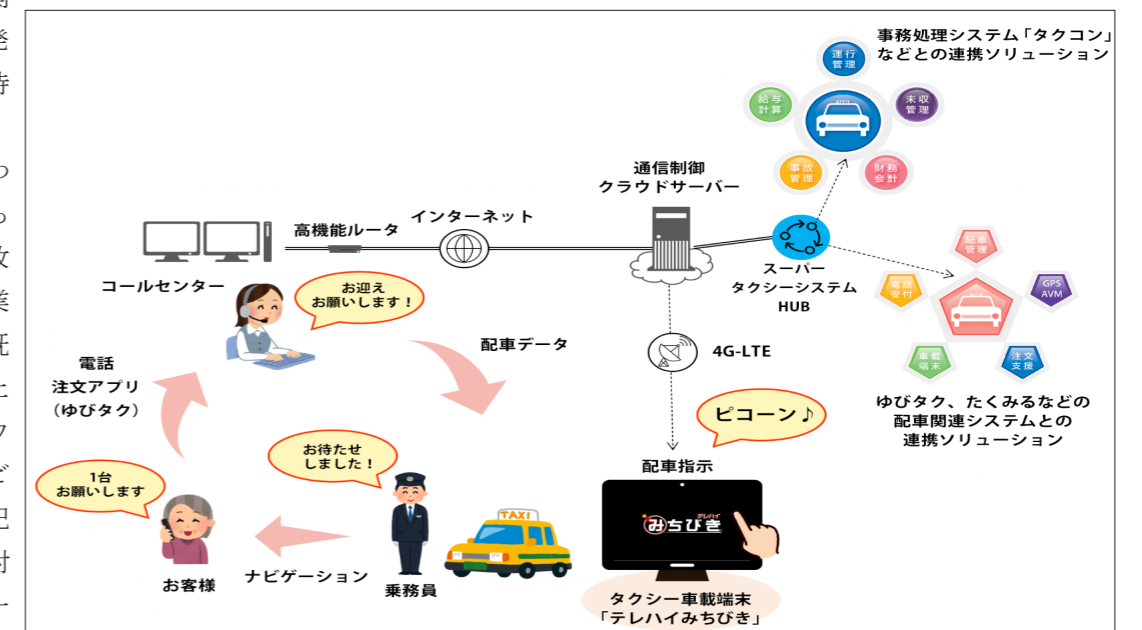 事務処理システム「タクコン」
などとの連携ソリューション
運行
管理
給与
計算
未収
管理
事故
管理
財務
会計
通信制御
クラウドサーバー
インターネット
高機能ルータ
コールセンター
お迎え
お願いします!
スーパー
タクシーシステム
HUB
配車
管理
電話
受付
GPS
AVM
車載
端末
注文
支援
ゆびタク、たくみるなどの
配車関連システムとの
連携ソリューション
4G-LTE
配車データ
電話
注文アプリ
(ゆびタク)
ピコーン♪
お待たせ
しました!
配車指示
1台
お願いします
TAXI
テレハイ
みちびき
お客様
ナビゲーション
乗務員
タクシー車載端末
「テレハイみちびき」